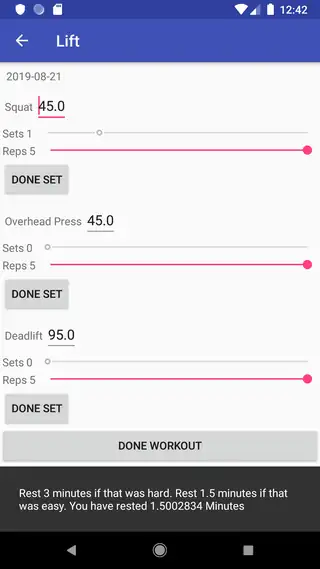 12:42
Lift
2019-08-21
Squat 45.0
Sets 1
Reps 5
DONE SET
Overhead Press 45.0
Sets 0
Reps 5
DONE SET
Deadlift 95.0
Sets 0
Reps 5
DONE SET
DONE WORKOUT
Rest 3 minutes if that was hard. Rest 1.5 minutes if that
was easy. You have rested 1.5002834 Minutes